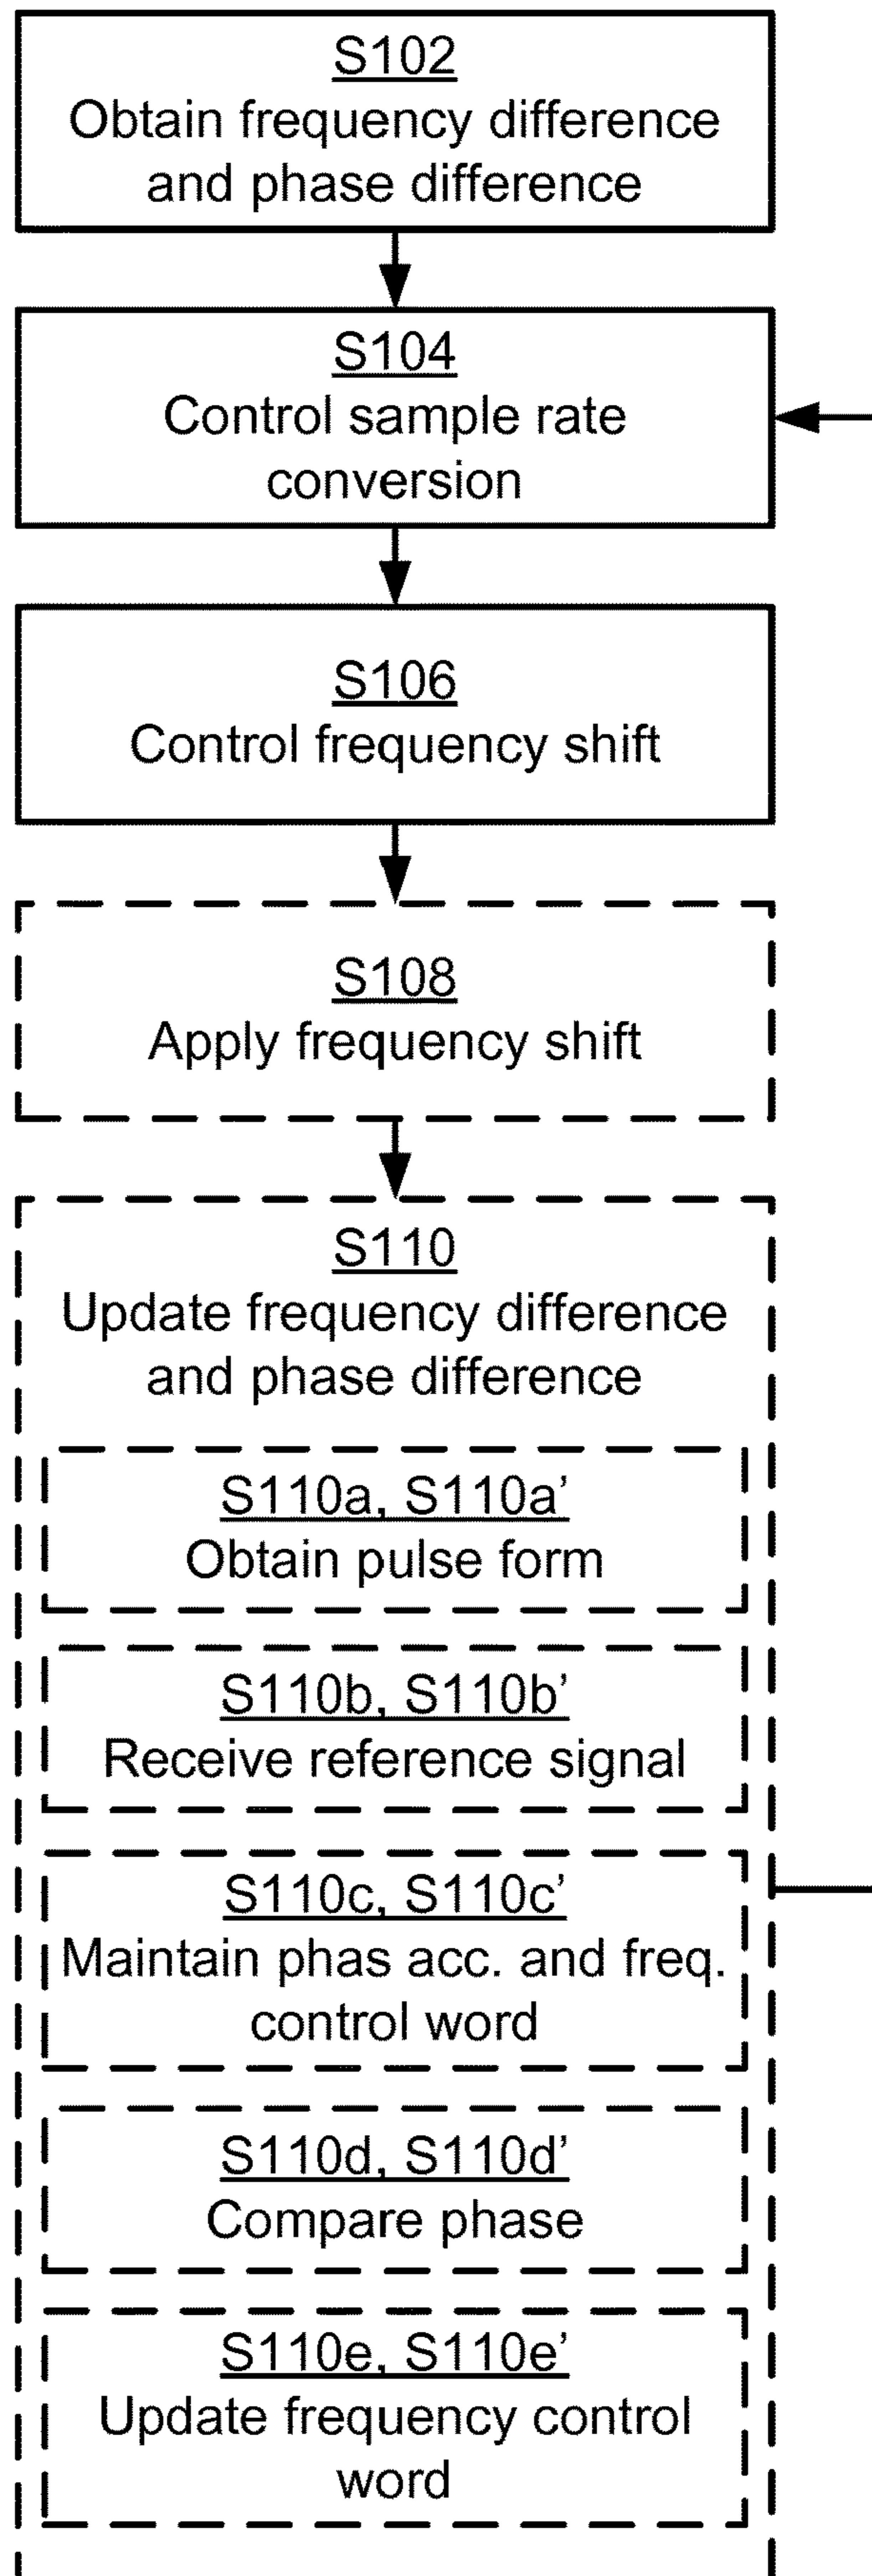 S102
Obtain frequency difference
and phase difference
S104
Control sample rate
conversion
S106
Control frequency shift
S108
Apply frequency shift
S110
Update frequency difference
and phase difference
S110a, S110a’
Obtain pulse form
S110b, S110b’
Receive reference signal
S110c, S110c’
Maintain phas acc. and freq.
control word
S110d, S110d’
Compare phase
S110e, S110e’
Update frequency control
word